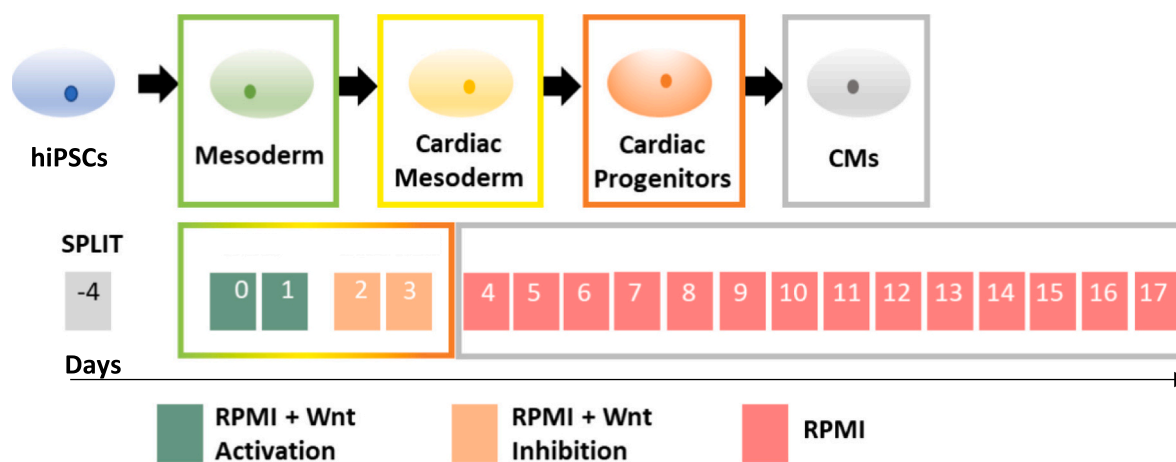 hiPSCs
Mesoderm
Cardiac
Mesoderm
Cardiac
Progenitors
CMs
SPLIT
-4 0 1 2 3 4 5 6 7 8 9 10 11 12 13 14 15 16 17
Days
RPMI + Wnt
Activation
RPMI + Wnt
Inhibition
RPMI